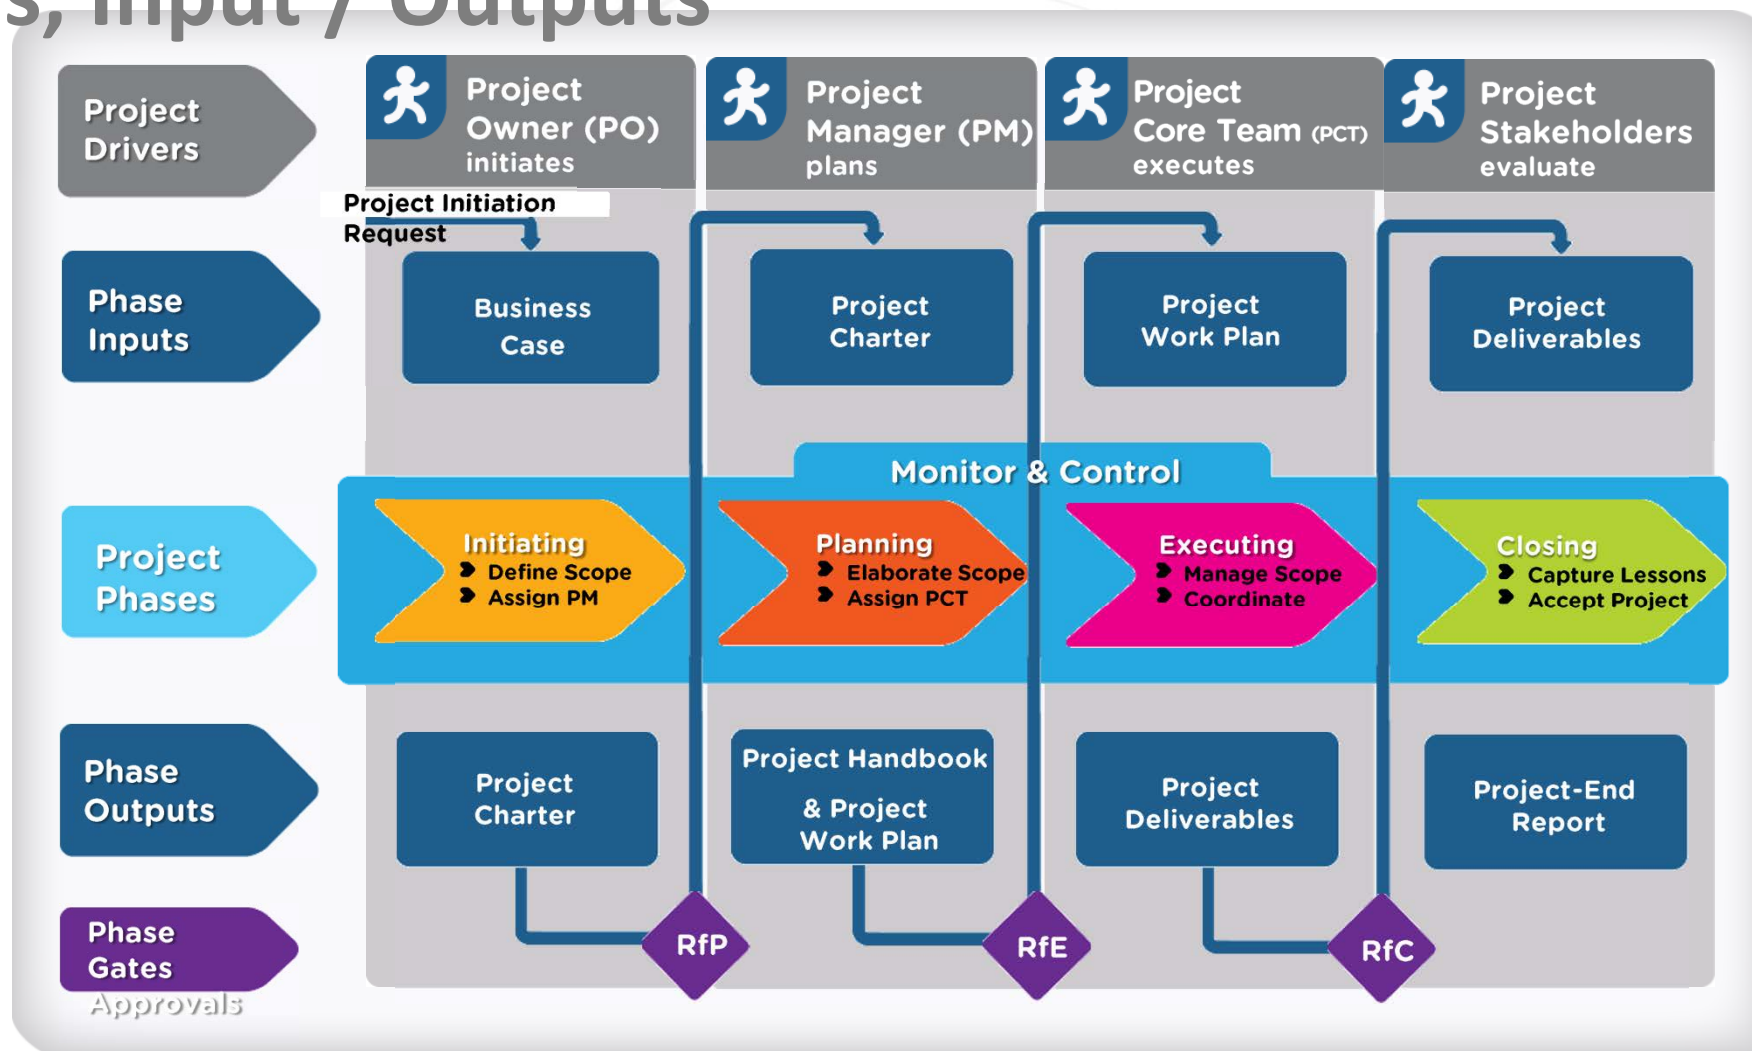 s, Input / Outputs
Project
Drivers
Project
Owner (PO)
initiates
Project
Manager (PM)
plans
Project
Core Team (PCT)
executes
Project
Stakeholders
evaluate
Project Initiation
Request
Phase
Inputs
Business
Case
Project
Charter
Project
Work Plan
Project
Deliverables
Monitor & Control
Project
Phases
Initiating
Define Scope
Assign PM
Planning
Elaborate Scope
Assign PCT
Executing
Manage Scope
Coordinate
Closing
Capture Lessons
Accept Project
Phase
Outputs
Project
Charter
Project Handbook
& Project
Work Plan
Project
Deliverables
Project-End
Report
Phase
Gates
Approvals
RfP
RfE
RfC